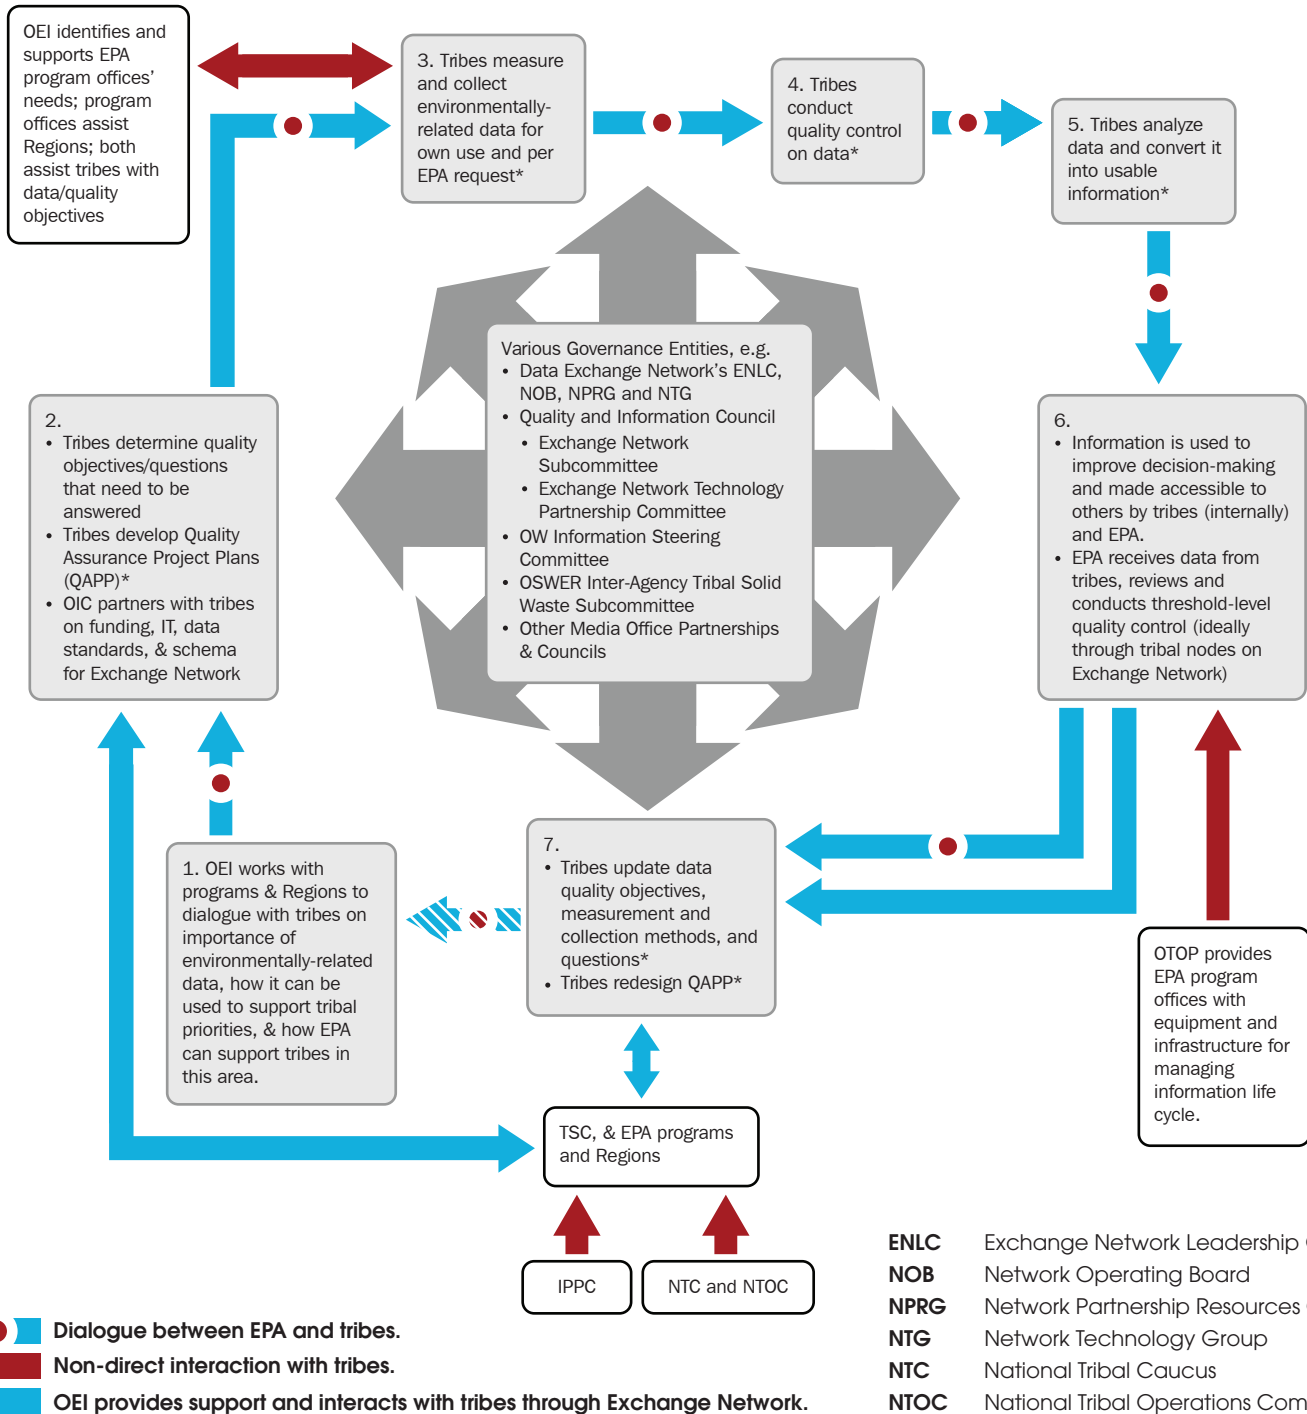 OEI identifies and
supports EPA
program offices'
needs; program
offices assist
Regions; both
assist tribes with
data/quality
objectives
3. Tribes measure
and collect
environmentally-
related data for
own use and per
EPA request*
4. Tribes
conduct
quality control
on data*
5. Tribes analyze
data and convert it
into usable
information*
Various Governance Entities, e.g.
• Data Exchange Network's ENLC,
NOB, NPRG and NTG
• Quality and Information Council
• Exchange Network
Subcommittee
• Exchange Network Technology
Partnership Committee
• OW Information Steering
Committee
• OSWER Inter-Agency Tribal Solid
Waste Subcommittee
• Other Media Office Partnerships
& Councils
2.
• Tribes determine quality
objectives/questions
that need to be
answered
• Tribes develop Quality
Assurance Project Plans
(QAPP)*
• OIC partners with tribes
on funding, IT, data
standards, & schema
for Exchange Network
6.
• Information is used to
improve decision-making
and made accessible to
others by tribes (internally)
and EPA.
• EPA receives data from
tribes, reviews and
conducts threshold-level
quality control (ideally
through tribal nodes on
Exchange Network)
1. OEI works with
programs & Regions to
dialogue with tribes on
importance of
environmentally-related
data, how it can be
used to support tribal
priorities, & how EPA
can support tribes in
this area.
7.
• Tribes update data
quality objectives,
measurement and
collection methods, and
questions*
• Tribes redesign QAPP*
OTOP provides
EPA program
offices with
equipment and
infrastructure for
managing
information life
cycle.
TSC, & EPA programs
and Regions
IPPC
NTC and NTOC
Dialogue between EPA and tribes.
Non-direct interaction with tribes.
OEI provides support and interacts with tribes through Exchange Network.
ENLC Exchange Network Leadership
NOB Network Operating Board
NPRG Network Partnership Resources
NTG Network Technology Group
NTC National Tribal Caucus
NTOC National Tribal Operations